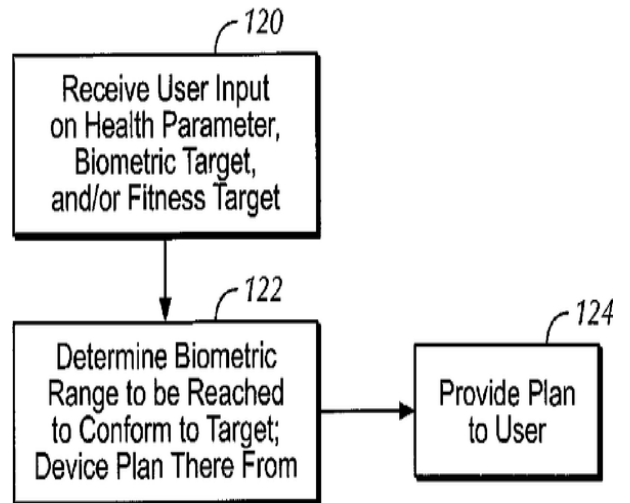 120
Receive User Input
on Health Parameter,
Biometric Target,
and/or Fitness Target
122
Determine Biometric
Range to be Reached
to Conform to Target;
Device Plan There From
124
Provide Plan
to User